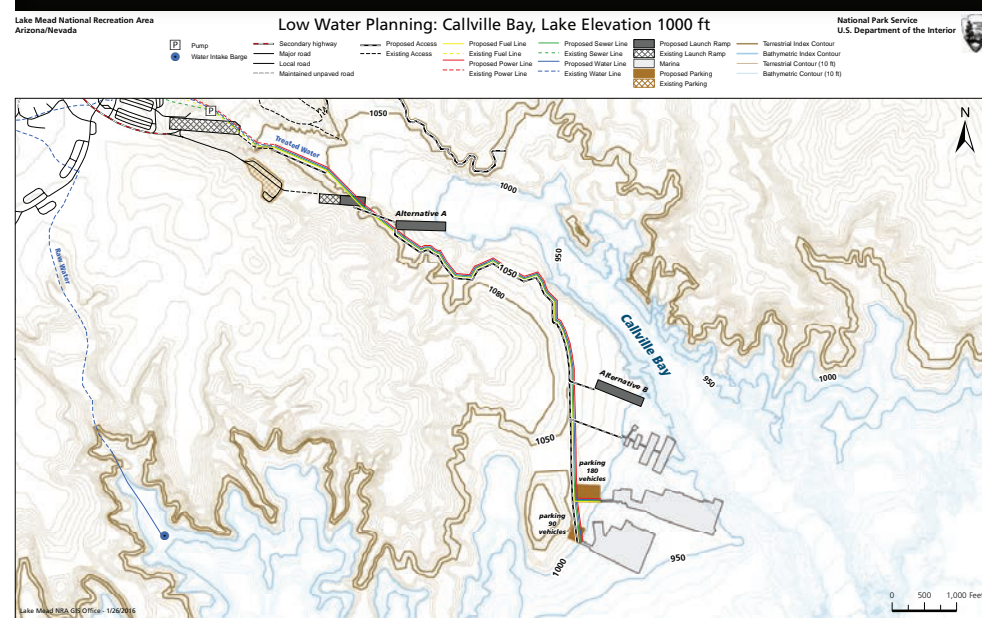 Lake Mead National Recreation Area
Arizona/Nevada
Low Water Planning: Callville Bay, Lake Elevation 1000 ft
National Park Service
U.S. Department of the Interior
P Pump
Water Intake Barge
Secondary highway
Major road
Local road
Maintained unpaved road
Proposed Access
Existing Access
Proposed Fuel Line
Existing Fuel Line
Proposed Power Line
Existing Power Line
Proposed Sewer Line
Existing Sewer Line
Proposed Water Line
Existing Water Line
Proposed Launch Ramp
Existing Launch Ramp
Marina
Proposed Parking
Existing Parking
Terrestrial Index Contour
Bathymetric Index Contour
Terrestrial Contour (10 ft)
Bathymetric Contour (10 ft)
P
1050
N
Treated Water
1000
Alternative A
950
Raw Water
1050
1080
Callville Bay
Alternative B
950
1000
1050
parking
180
vehicles
parking
90
vehicles
1000
950
Lake Mead NRA GIS Office - 1/26/2016
0 500 1,000 Feet